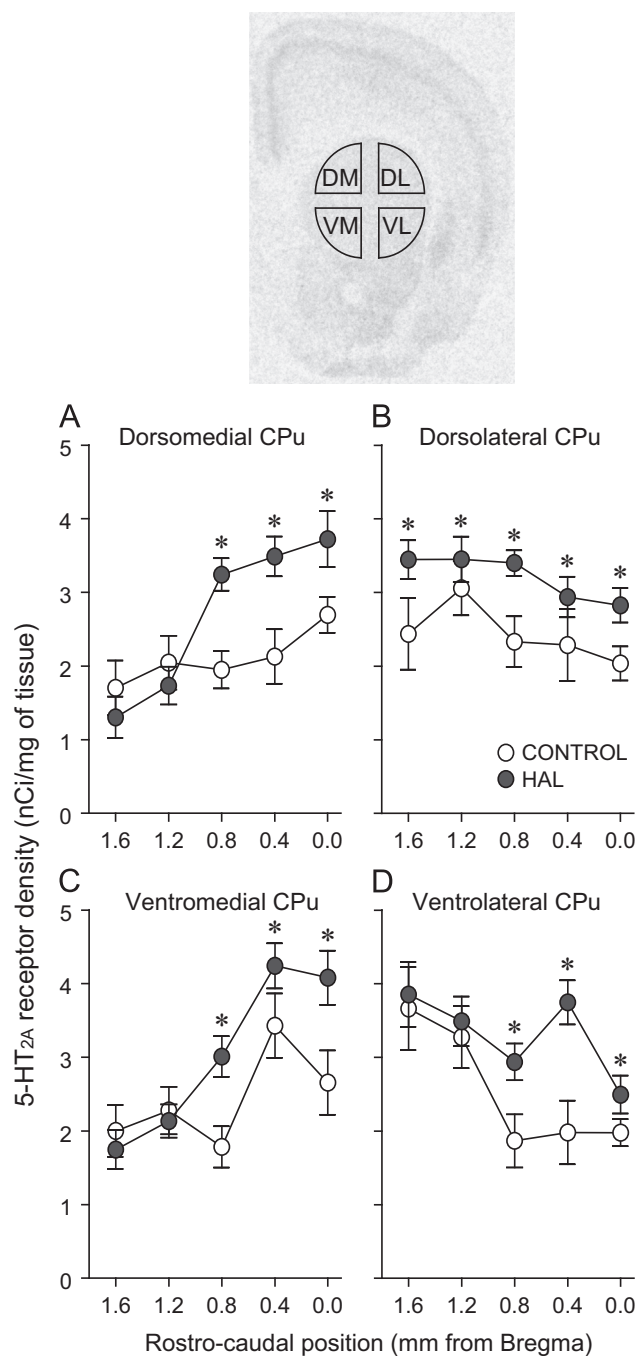 DM DL
VM VL
A B
Dorsomedial CPu Dorsolateral CPu
5
4
3
2
1
0
* * *
* * * * *
CONTROL
HAL
1.6 1.2 0.8 0.4 0.0 1.6 1.2 0.8 0.4 0.0
C D
Ventromedial CPu Ventrolateral CPu
5
4
3
2
1
0
* * *
* * *
1.6 1.2 0.8 0.4 0.0 1.6 1.2 0.8 0.4 0.0
5-HT2A receptor density (nCi/mg of tissue)
Rostro-caudal position (mm from Bregma)